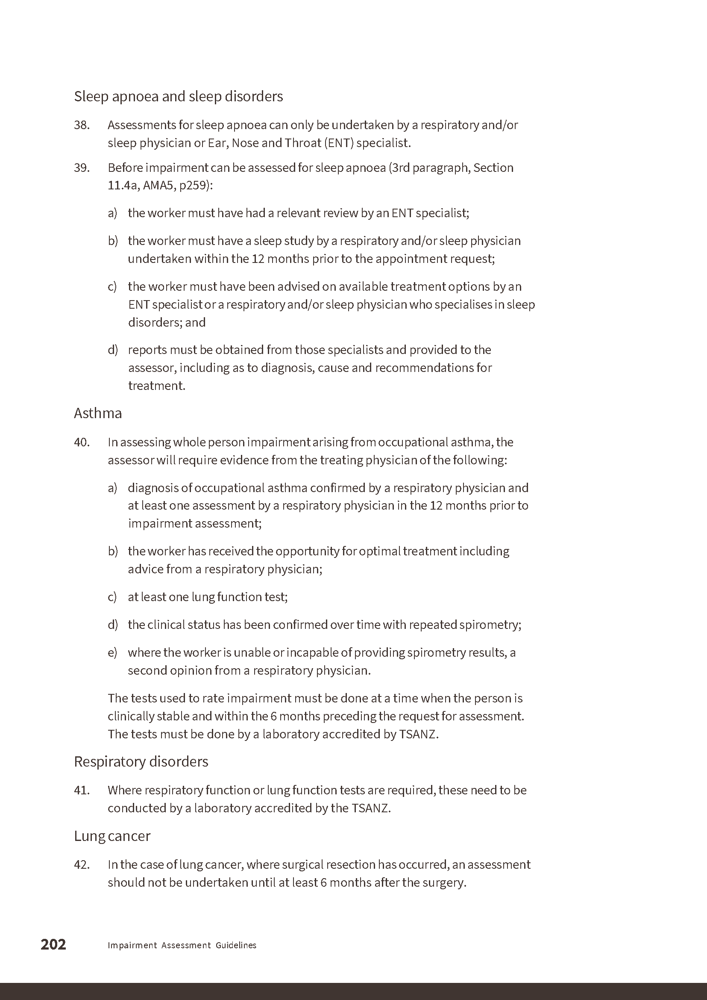 Sleep apnoea and sleep disorders
38. Assessments for sleep apnoea can only be undertaken by a respiratory and/or
sleep physician or Ear, Nose and Throat (ENT) specialist.
39. Before impairment can be assessed for sleep apnoea (3rd paragraph, Section
11.4a, AMA5, p259):
a) the worker must have had a relevant review by an ENT specialist;
b) the worker must have a sleep study by a respiratory and/or sleep physician
undertaken within the 12 months prior to the appointment request;
c) the worker must have been advised on available treatment options by an
ENT specialist or a respiratory and/or sleep physician who specialises in sleep
disorders; and
d) reports must be obtained from those specialists and provided to the
assessor, including as to diagnosis, cause and recommendations for
treatment.
Asthma
40. In assessing whole person impairment arising from occupational asthma, the
assessor will require evidence from the treating physician of the following:
a) diagnosis of occupational asthma confirmed by a respiratory physician and
at least one assessment by a respiratory physician in the 12 months prior to
impairment assessment;
b) the worker has received the opportunity for optimal treatment including
advice from a respiratory physician;
c) at least one lung function test;
d) the clinical status has been confirmed over time with repeated spirometry;
e) where the worker is unable or incapable of providing spirometry results, a
second opinion from a respiratory physician.
The tests used to rate impairment must be done at a time when the person is
clinically stable and within the 6 months preceding the request for assessment.
The tests must be done by a laboratory accredited by TSANZ.
Respiratory disorders
41. Where respiratory function or lung function tests are required, these need to be
conducted by a laboratory accredited by the TSANZ.
Lung cancer
42. In the case of lung cancer, where surgical resection has occurred, an assessment
should not be undertaken until at least 6 months after the surgery.
202 Impairment Assessment Guidelines